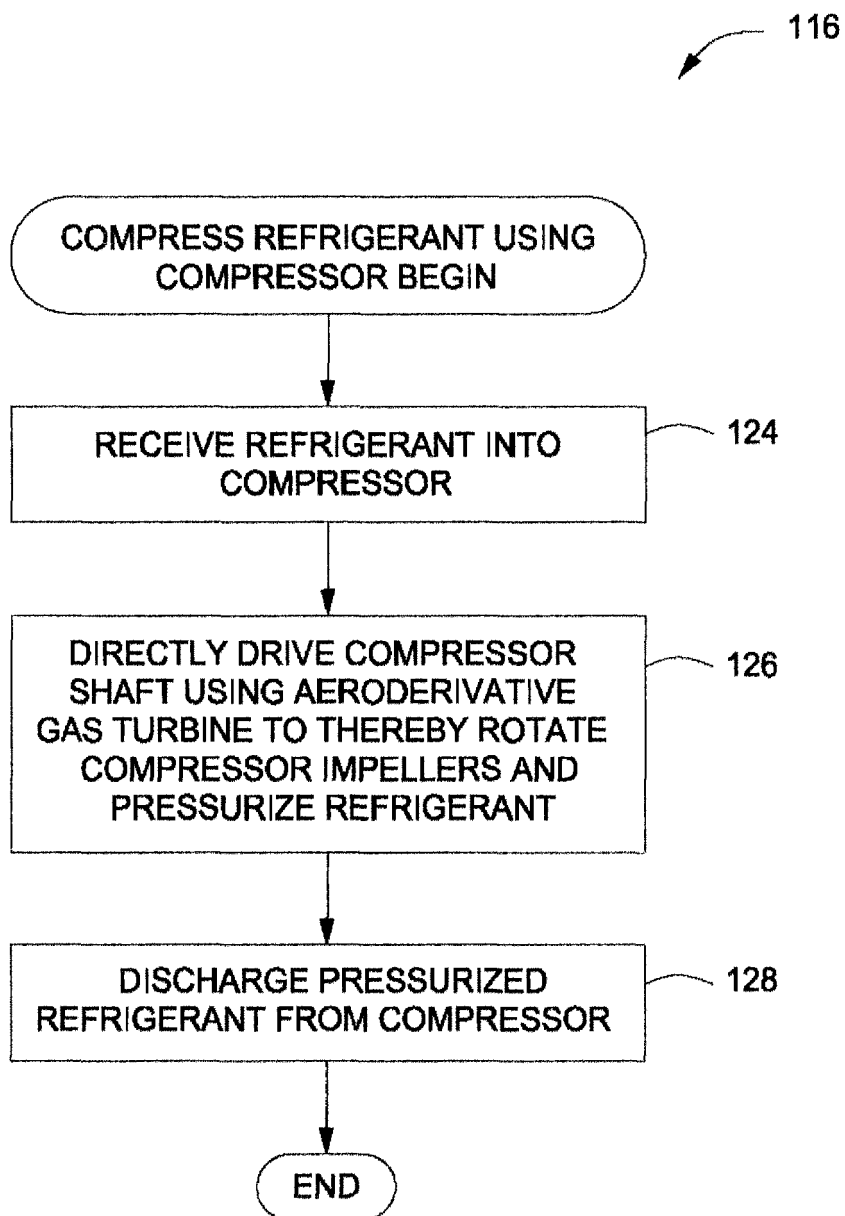 116
COMPRESS REFRIGERANT USING
COMPRESSOR BEGIN
RECEIVE REFRIGERANT INTO
COMPRESSOR
124
DIRECTLY DRIVE COMPRESSOR
SHAFT USING AERODERIVATIVE
GAS TURBINE TO THEREBY ROTATE
COMPRESSOR IMPELLERS AND
PRESSURIZE REFRIGERANT
126
DISCHARGE PRESSURIZED
REFRIGERANT FROM COMPRESSOR
128
END